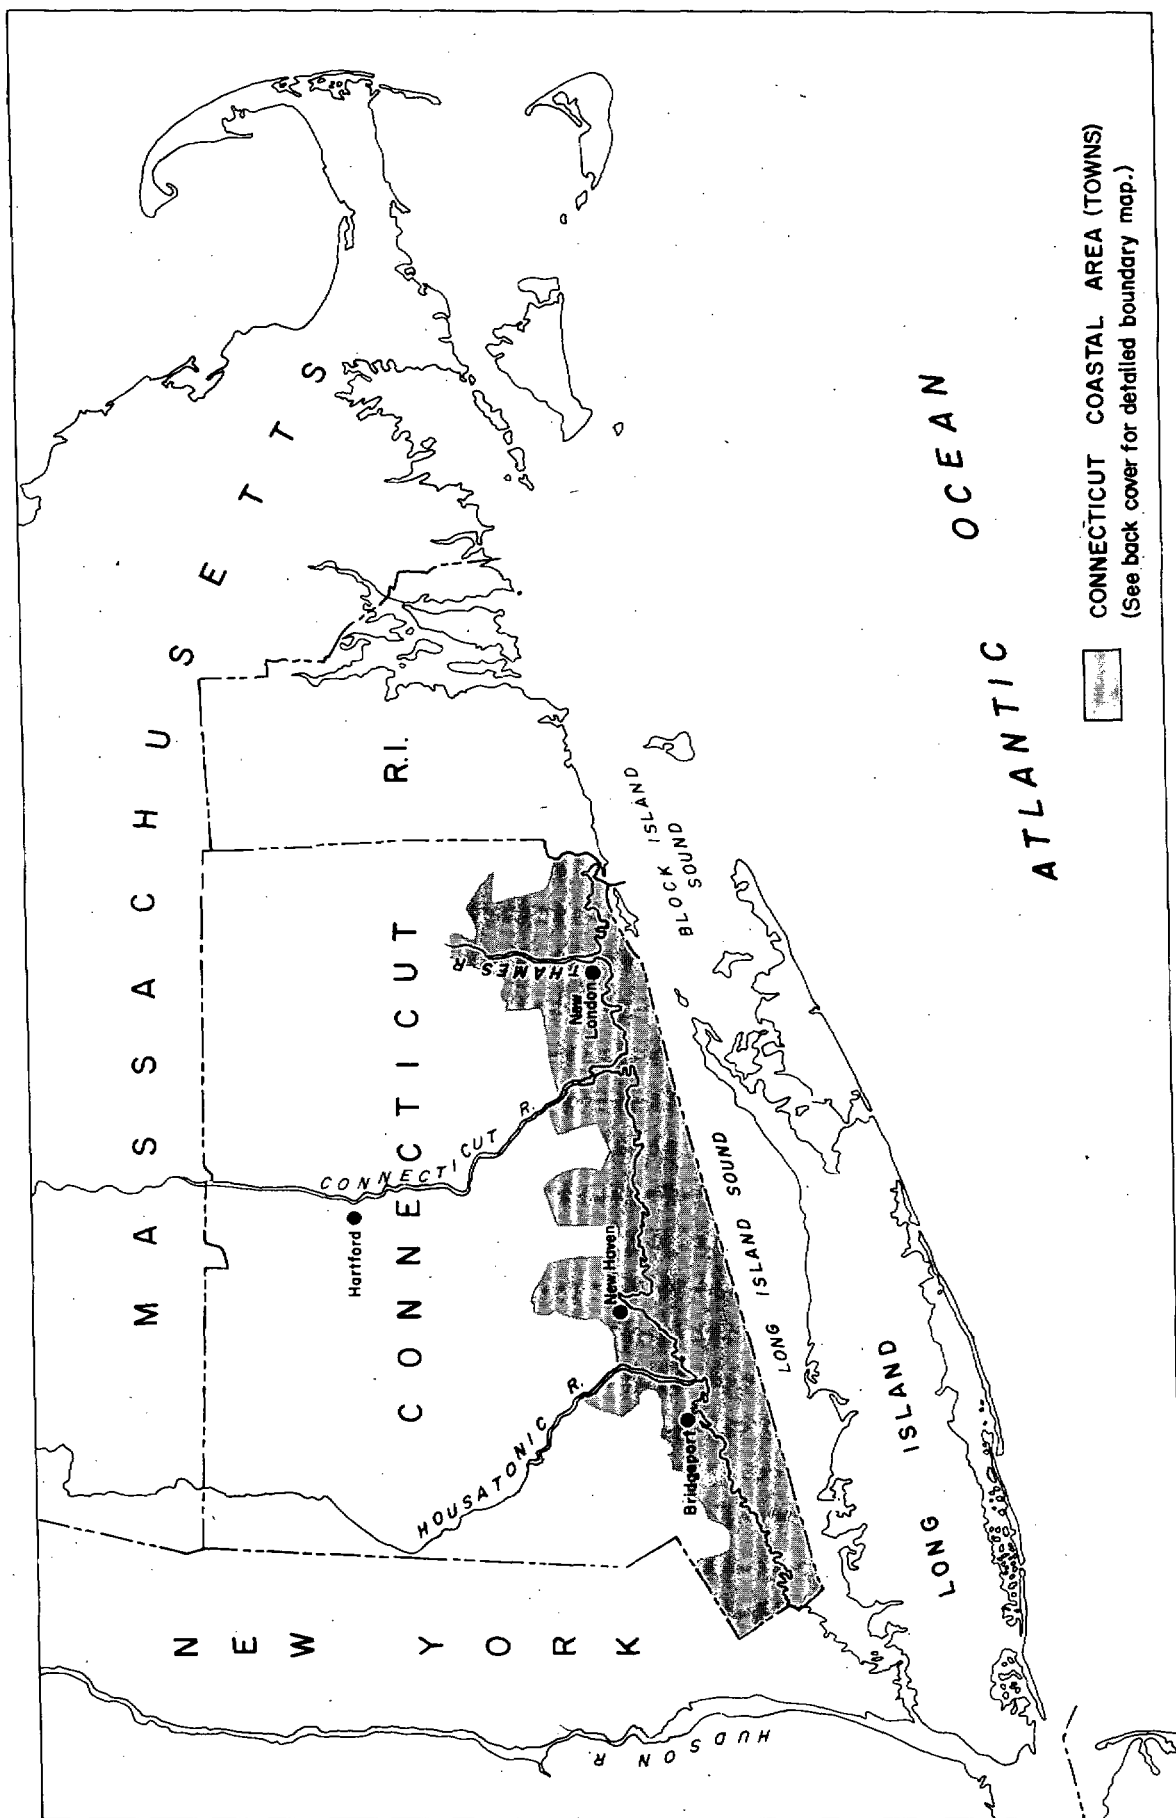 MASSACHUSETTS
R.I.
CONNECTICUT
NEW YORK
Hartford
CONNECTICUT R.
HOUSATONIC R.
THAMES R
HUDSON R.
New
London
New Haven
Bridgeport
BLOCK ISLAND
SOUND
LONG ISLAND SOUND
LONG ISLAND
ATLANTIC OCEAN
CONNECTICUT COASTAL AREA (TOWNS)
(See back cover for detailed boundary map.)